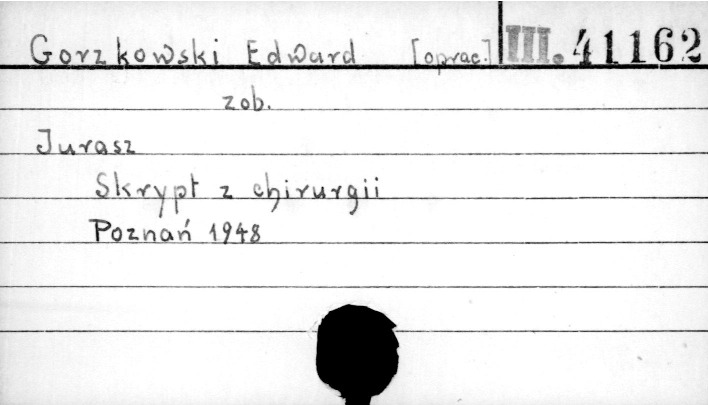 Gorzkowski Edward [oprac.] III. 41162
zob.
Jurasz
Skrypt z chirurgii
Poznań 1948